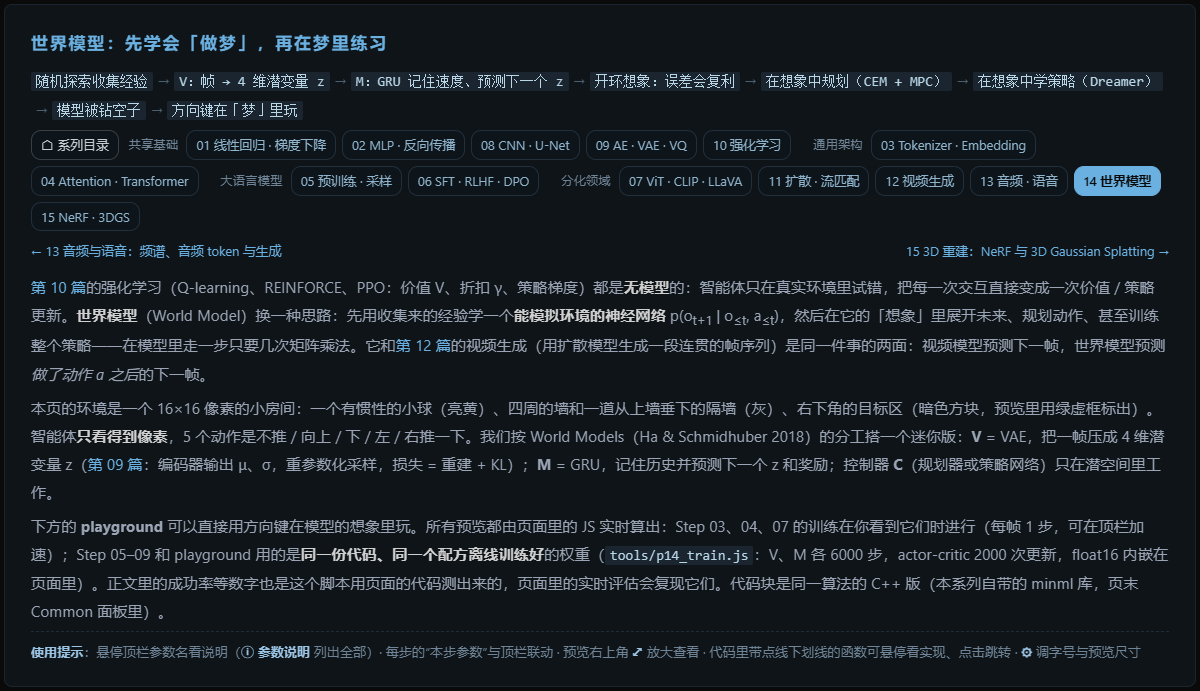 世界模型：先学会「做梦」，再在梦里练习
随机探索收集经验 → V：帧 → 4 维潜变量 z → M：GRU 记住速度、预测下一个 z → 开环想象：误差会复利 → 在想象中规划（CEM + MPC） → 在想象中学策略（Dreamer）
→ 模型被钻空子 → 方向键在「梦」里玩
系列目录 共享基础 01 线性回归 · 梯度下降 02 MLP · 反向传播 08 CNN · U-Net 09 AE · VAE · VQ 10 强化学习 通用架构 03 Tokenizer · Embedding
04 Attention · Transformer 大语言模型 05 预训练 · 采样 06 SFT · RLHF · DPO 分化领域 07 ViT · CLIP · LLaVA 11 扩散 · 流匹配 12 视频生成 13 音频 · 语音 14 世界模型
15 NeRF · 3DGS
← 13 音频与语音：频谱、音频 token 与生成 15 3D 重建：NeRF 与 3D Gaussian Splatting →
第 10 篇的强化学习（Q-learning、REINFORCE、PPO：价值 V、折扣 γ、策略梯度）都是无模型的：智能体只在真实环境里试错，把每一次交互直接变成一次价值 / 策略
更新。世界模型（World Model）换一种思路：先用收集来的经验学一个能模拟环境的神经网络 p(o_{t+1} | o_{≤t}, a_{≤t})，然后在它的「想象」里展开未来、规划动作、甚至训练
整个策略——在模型里走一步只要几次矩阵乘法。它和第 12 篇的视频生成（用扩散模型生成一段连贯的帧序列）是同一件事的两面：视频模型预测下一帧，世界模型预测
做了动作 a 之后的下一帧。
本页的环境是一个 16×16 像素的小房间：一个有惯性的小球（亮黄）、四周的墙和一道从上墙垂下的隔墙（灰）、右下角的目标区（暗色方块，预览里用绿虚框标出）。
智能体只看得到像素，5 个动作是不推 / 向上 / 下 / 左 / 右推一下。我们按 World Models（Ha & Schmidhuber 2018）的分工搭一个迷你版：V = VAE，把一帧压成 4 维潜
变量 z（第 09 篇：编码器输出 μ、σ，重参数化采样，损失 = 重建 + KL）；M = GRU，记住历史并预测下一个 z 和奖励；控制器 C（规划器或策略网络）只在潜空间里工
作。
下方的 playground 可以直接用方向键在模型的想象里玩。所有预览都由页面里的 JS 实时算出：Step 03、04、07 的训练在你看到它们时进行（每帧 1 步，可在顶栏加
速）；Step 05–09 和 playground 用的是同一份代码、同一个配方离线训练好的权重（tools/p14_train.js：V、M 各 6000 步，actor-critic 2000 次更新，float16 内嵌在
页面里）。正文里的成功率等数字也是这个脚本用页面的代码测出来的，页面里的实时评估会复现它们。代码块是同一算法的 C++ 版（本系列自带的 minml 库，页末
Common 面板里）。
使用提示：悬停顶栏参数名看说明（ⓘ 参数说明 列出全部）· 每步的“本步参数”与顶栏联动 · 预览右上角 ⤢ 放大查看 · 代码里带点线下划线的函数可悬停看实现、点击跳转 · ⚙ 调字号与预览尺寸